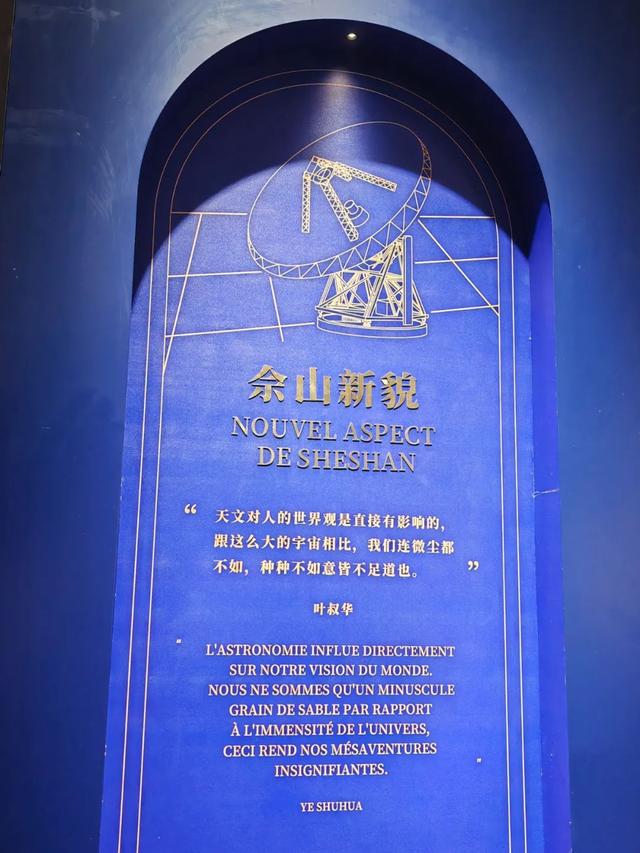 佘山新貌
NOUVEL ASPECT
DE SHESHAN
“ 天文对人的世界观是直接有影响的，
跟这么大的宇宙相比，我们连微尘都
不如，种种不如意皆不足道也。 ”
叶叔华
" L'ASTRONOMIE INFLUE DIRECTEMENT
SUR NOTRE VISION DU MONDE.
NOUS NE SOMMES QU'UN MINUSCULE
GRAIN DE SABLE PAR RAPPORT
À L'IMMENSITÉ DE L'UNIVERS,
CECI REND NOS MÉSAVENTURES
INSIGNIFIANTES. "
YE SHUHUA